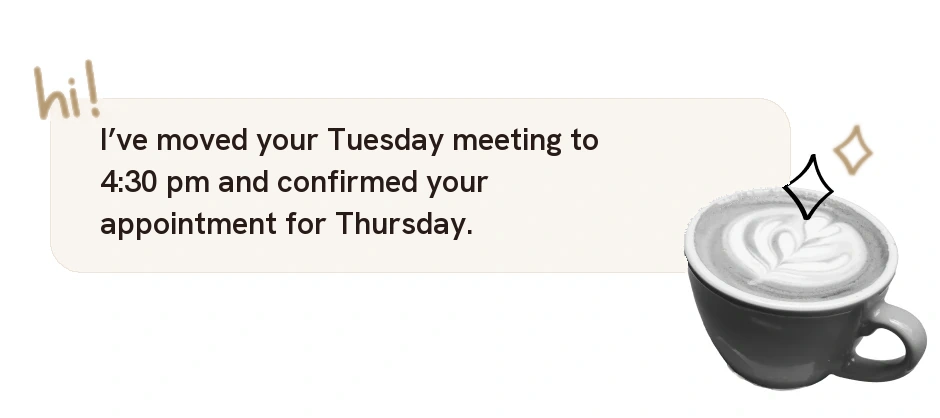 hi!
I’ve moved your Tuesday meeting to
4:30 pm and confirmed your
appointment for Thursday.